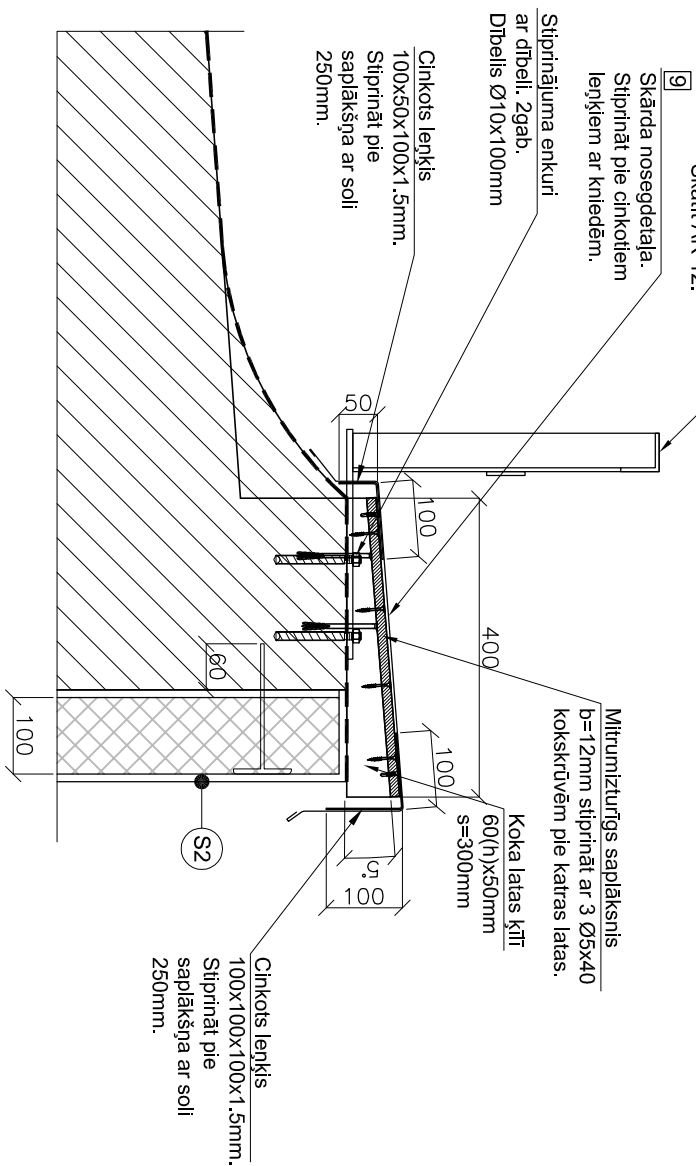 9
Skārda nosegdetaļa.
Stiprināt pie cinkotiem
leņķiem ar kniedēm.
Stiprinājuma enkuri
ar dībeli. 2gab.
Dībelis Ø10x100mm
Cinkots leņķis
100x50x100x1.5mm.
Stiprināt pie
saplākšņa ar soli
250mm.
50
100
400
60
100
100
5°
100
S2
Mitrumizturīgs saplāksnis
b=12mm stiprināt ar 3 Ø5x40
kokskrūvēm pie katras latas.
Koka latas ķīlī
60(h)x50mm
s=300mm
Cinkots leņķis
100x100x100x1.5mm.
Stiprināt pie
saplākšņa ar soli
250mm.